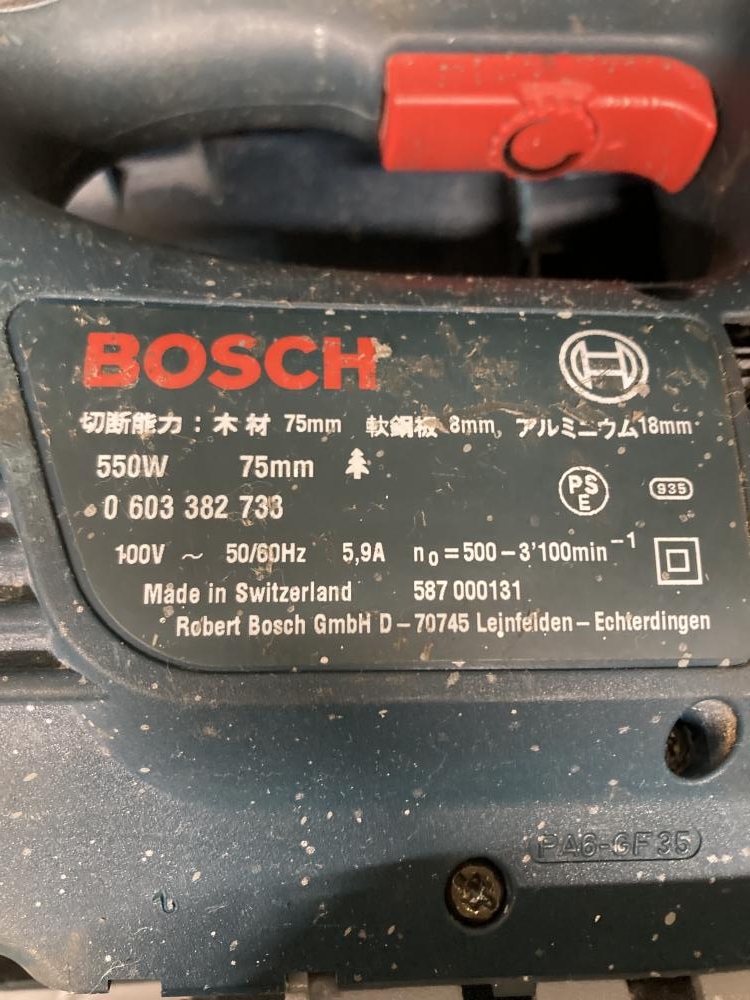 BOSCH
切断能力：木材 75mm 軟鋼板 8mm, アルミニウム18mm
550W 75mm
PSE 935
0 603 382 738
100V ~ 50/60Hz 5,9A n0=500-3'100min-1
Made in Switzerland 587 000131
Robert Bosch GmbH D-70745 Leinfelden-Echterdingen
PA6-GF35